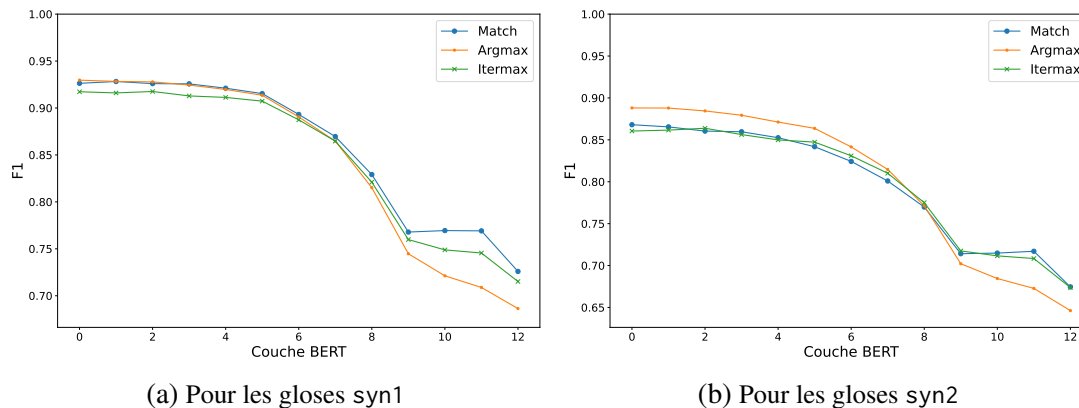 1.00
0.95
0.90
0.85
0.80
0.75
0.70
F1
0 2 4 6 8 10 12
Couche BERT
Match
Argmax
Itermax
(a) Pour les gloses syn1
1.00
0.95
0.90
0.85
0.80
0.75
0.70
0.65
F1
0 2 4 6 8 10 12
Couche BERT
Match
Argmax
Itermax
(b) Pour les gloses syn2